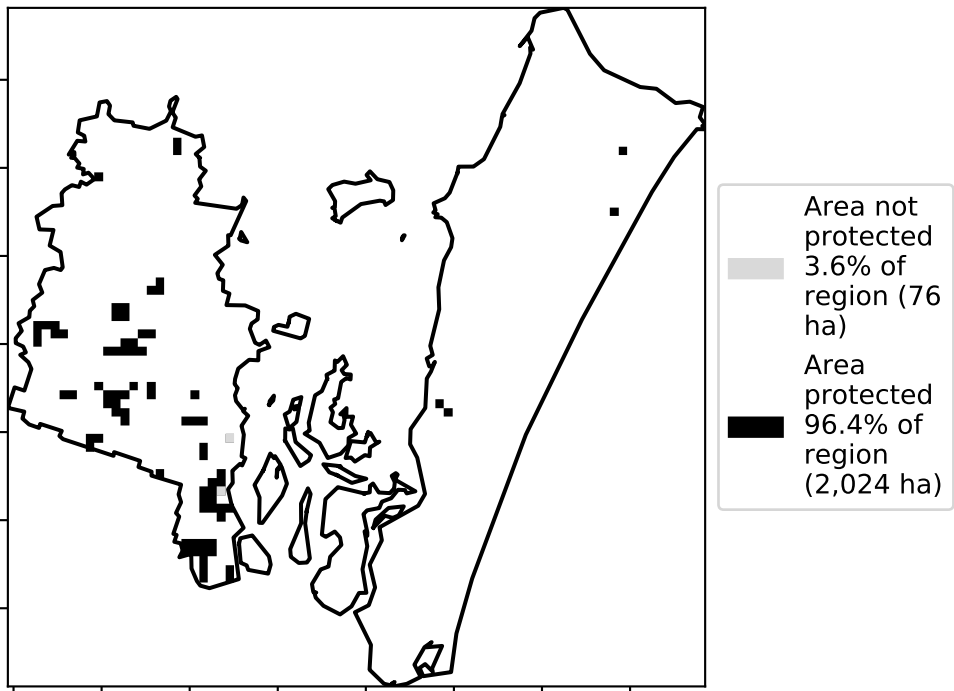 Area not
protected
3.6% of
region (76
ha)
Area
protected
96.4% of
region
(2,024 ha)